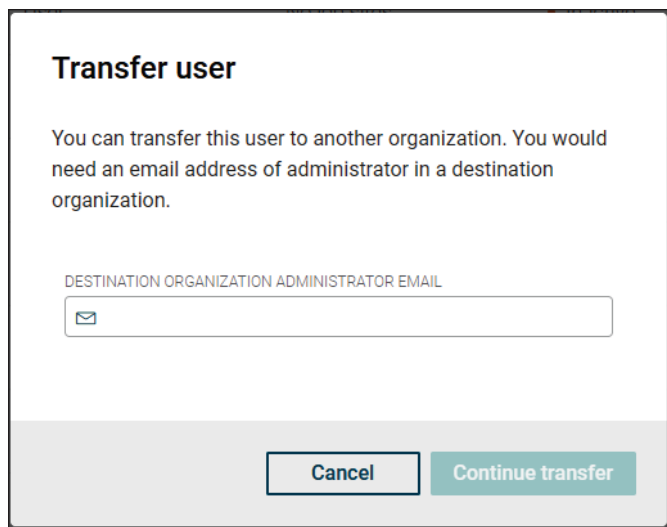 Transfer user
You can transfer this user to another organization. You would
need an email address of administrator in a destination
organization.
DESTINATION ORGANIZATION ADMINISTRATOR EMAIL
Cancel
Continue transfer